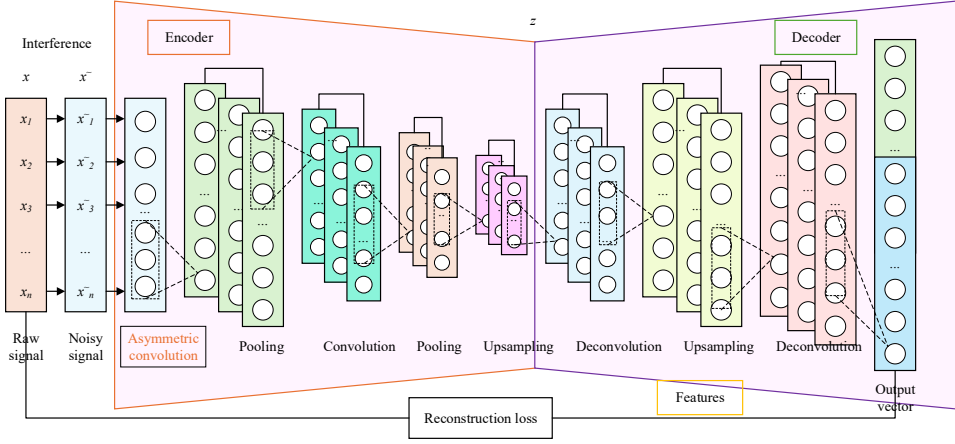 z
Encoder
Decoder
Interference
x x⁻
x₁ x⁻₁
x₂ x⁻₂
x₃ x⁻₃
... ...
xₙ x⁻ₙ
Raw
signal
Noisy
signal
Asymmetric
convolution
Pooling
Convolution
Pooling
Upsampling
Deconvolution
Upsampling
Deconvolution
Output
vector
Features
Reconstruction loss